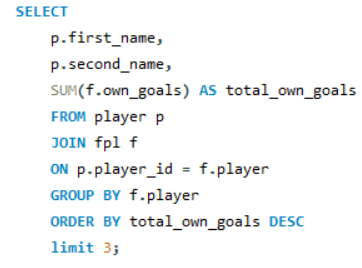 SELECT
p.first_name,
p.second_name,
SUM(f.own_goals) AS total_own_goals
FROM player p
JOIN fpl f
ON p.player_id = f.player
GROUP BY f.player
ORDER BY total_own_goals DESC
limit 3;